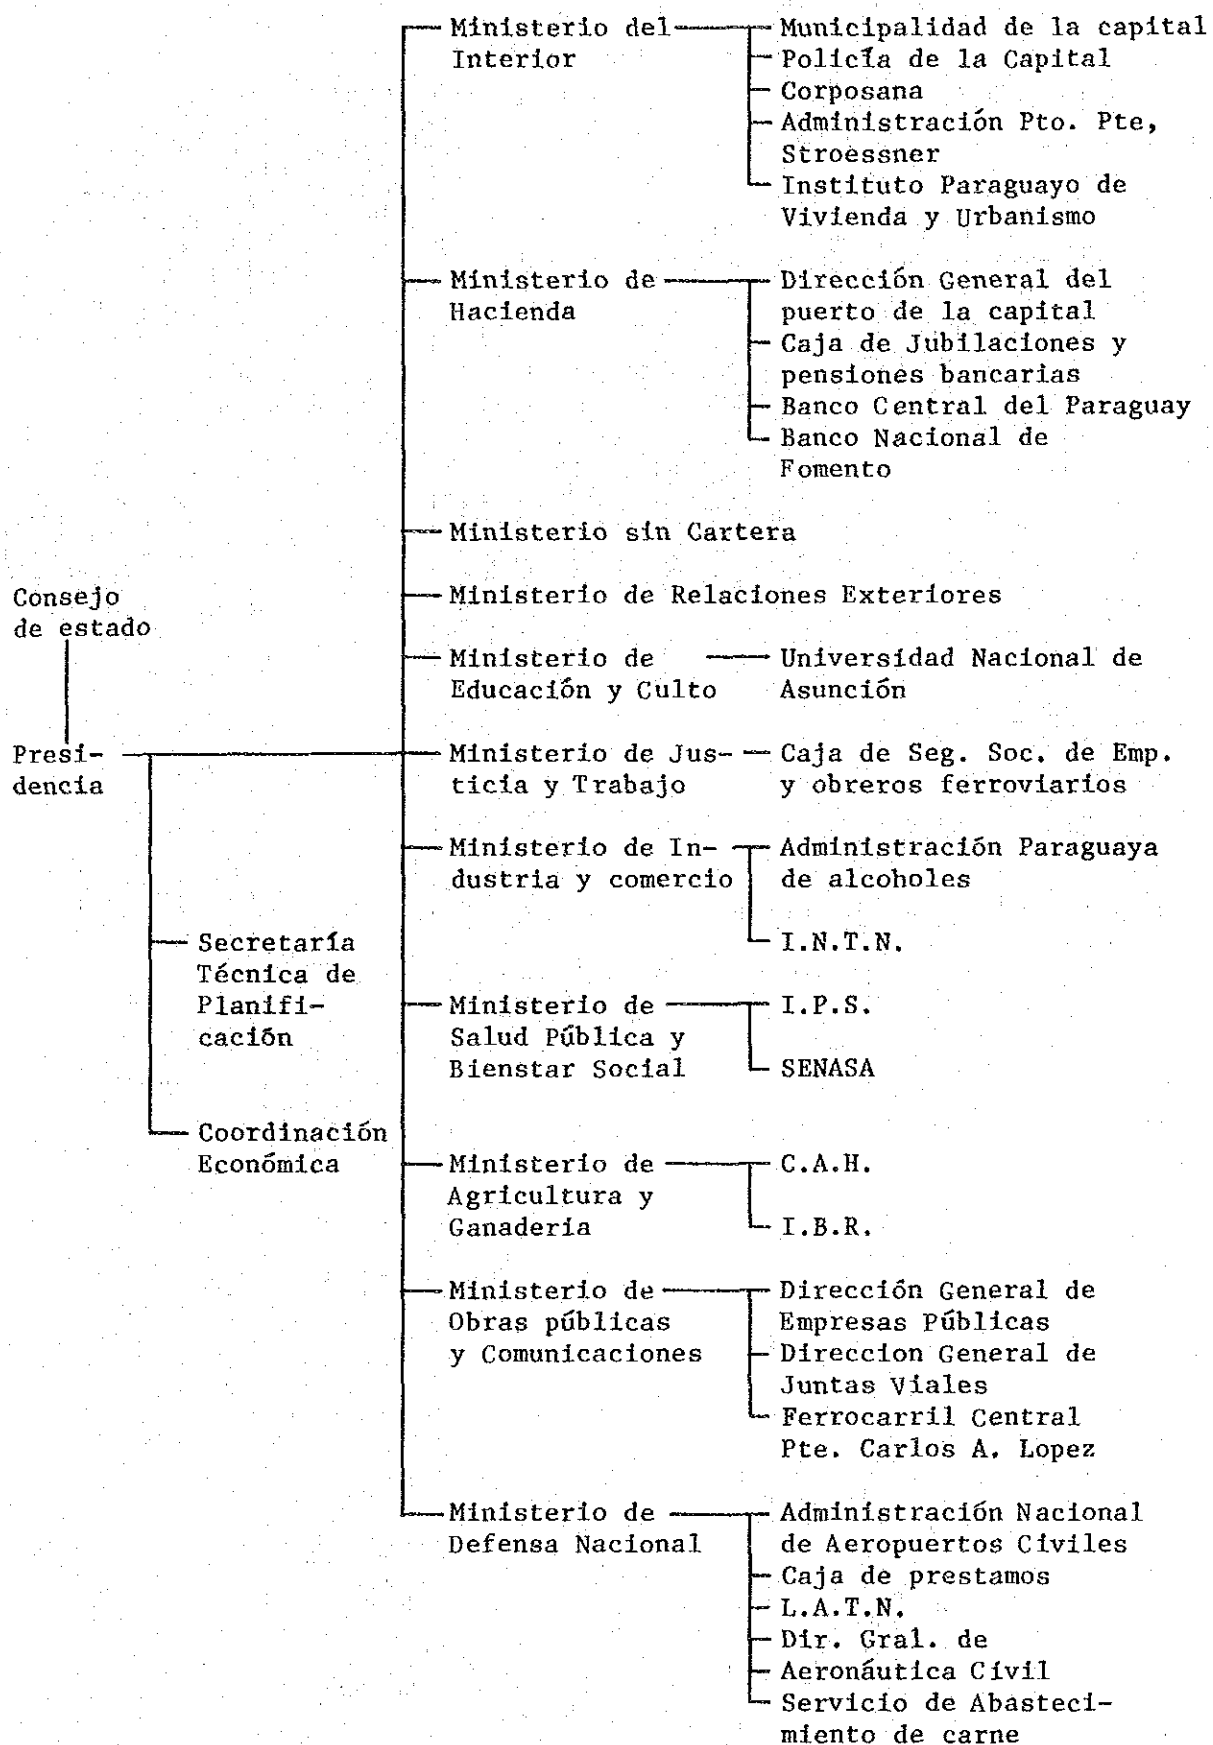 Ministerio del
Interior
Municipalidad de la capital
Policía de la Capital
Corposana
Administración Pto. Pte,
Stroessner
Instituto Paraguayo de
Vivienda y Urbanismo
Ministerio de
Hacienda
Dirección General del
puerto de la capital
Caja de Jubilaciones y
pensiones bancarias
Banco Central del Paraguay
Banco Nacional de
Fomento
Ministerio sin Cartera
Consejo
de estado
Ministerio de Relaciones Exteriores
Ministerio de
Educación y Culto
Universidad Nacional de
Asunción
Presi-
dencia
Ministerio de Jus-
ticia y Trabajo
Caja de Seg. Soc. de Emp.
y obreros ferroviarios
Ministerio de In-
dustria y comercio
Administración Paraguaya
de alcoholes
I.N.T.N.
Secretaría
Técnica de
Planifi-
cación
Ministerio de
Salud Pública y
Bienstar Social
I.P.S.
SENASA
Coordinación
Económica
Ministerio de
Agricultura y
Ganaderia
C.A.H.
I.B.R.
Ministerio de
Obras públicas
y Comunicaciones
Dirección General de
Empresas Públicas
Direccion General de
Juntas Viales
Ferrocarril Central
Pte. Carlos A. Lopez
Ministerio de
Defensa Nacional
Administración Nacional
de Aeropuertos Civiles
Caja de prestamos
L.A.T.N.
Dir. Gral. de
Aeronáutica Civil
Servicio de Abasteci-
miento de carne